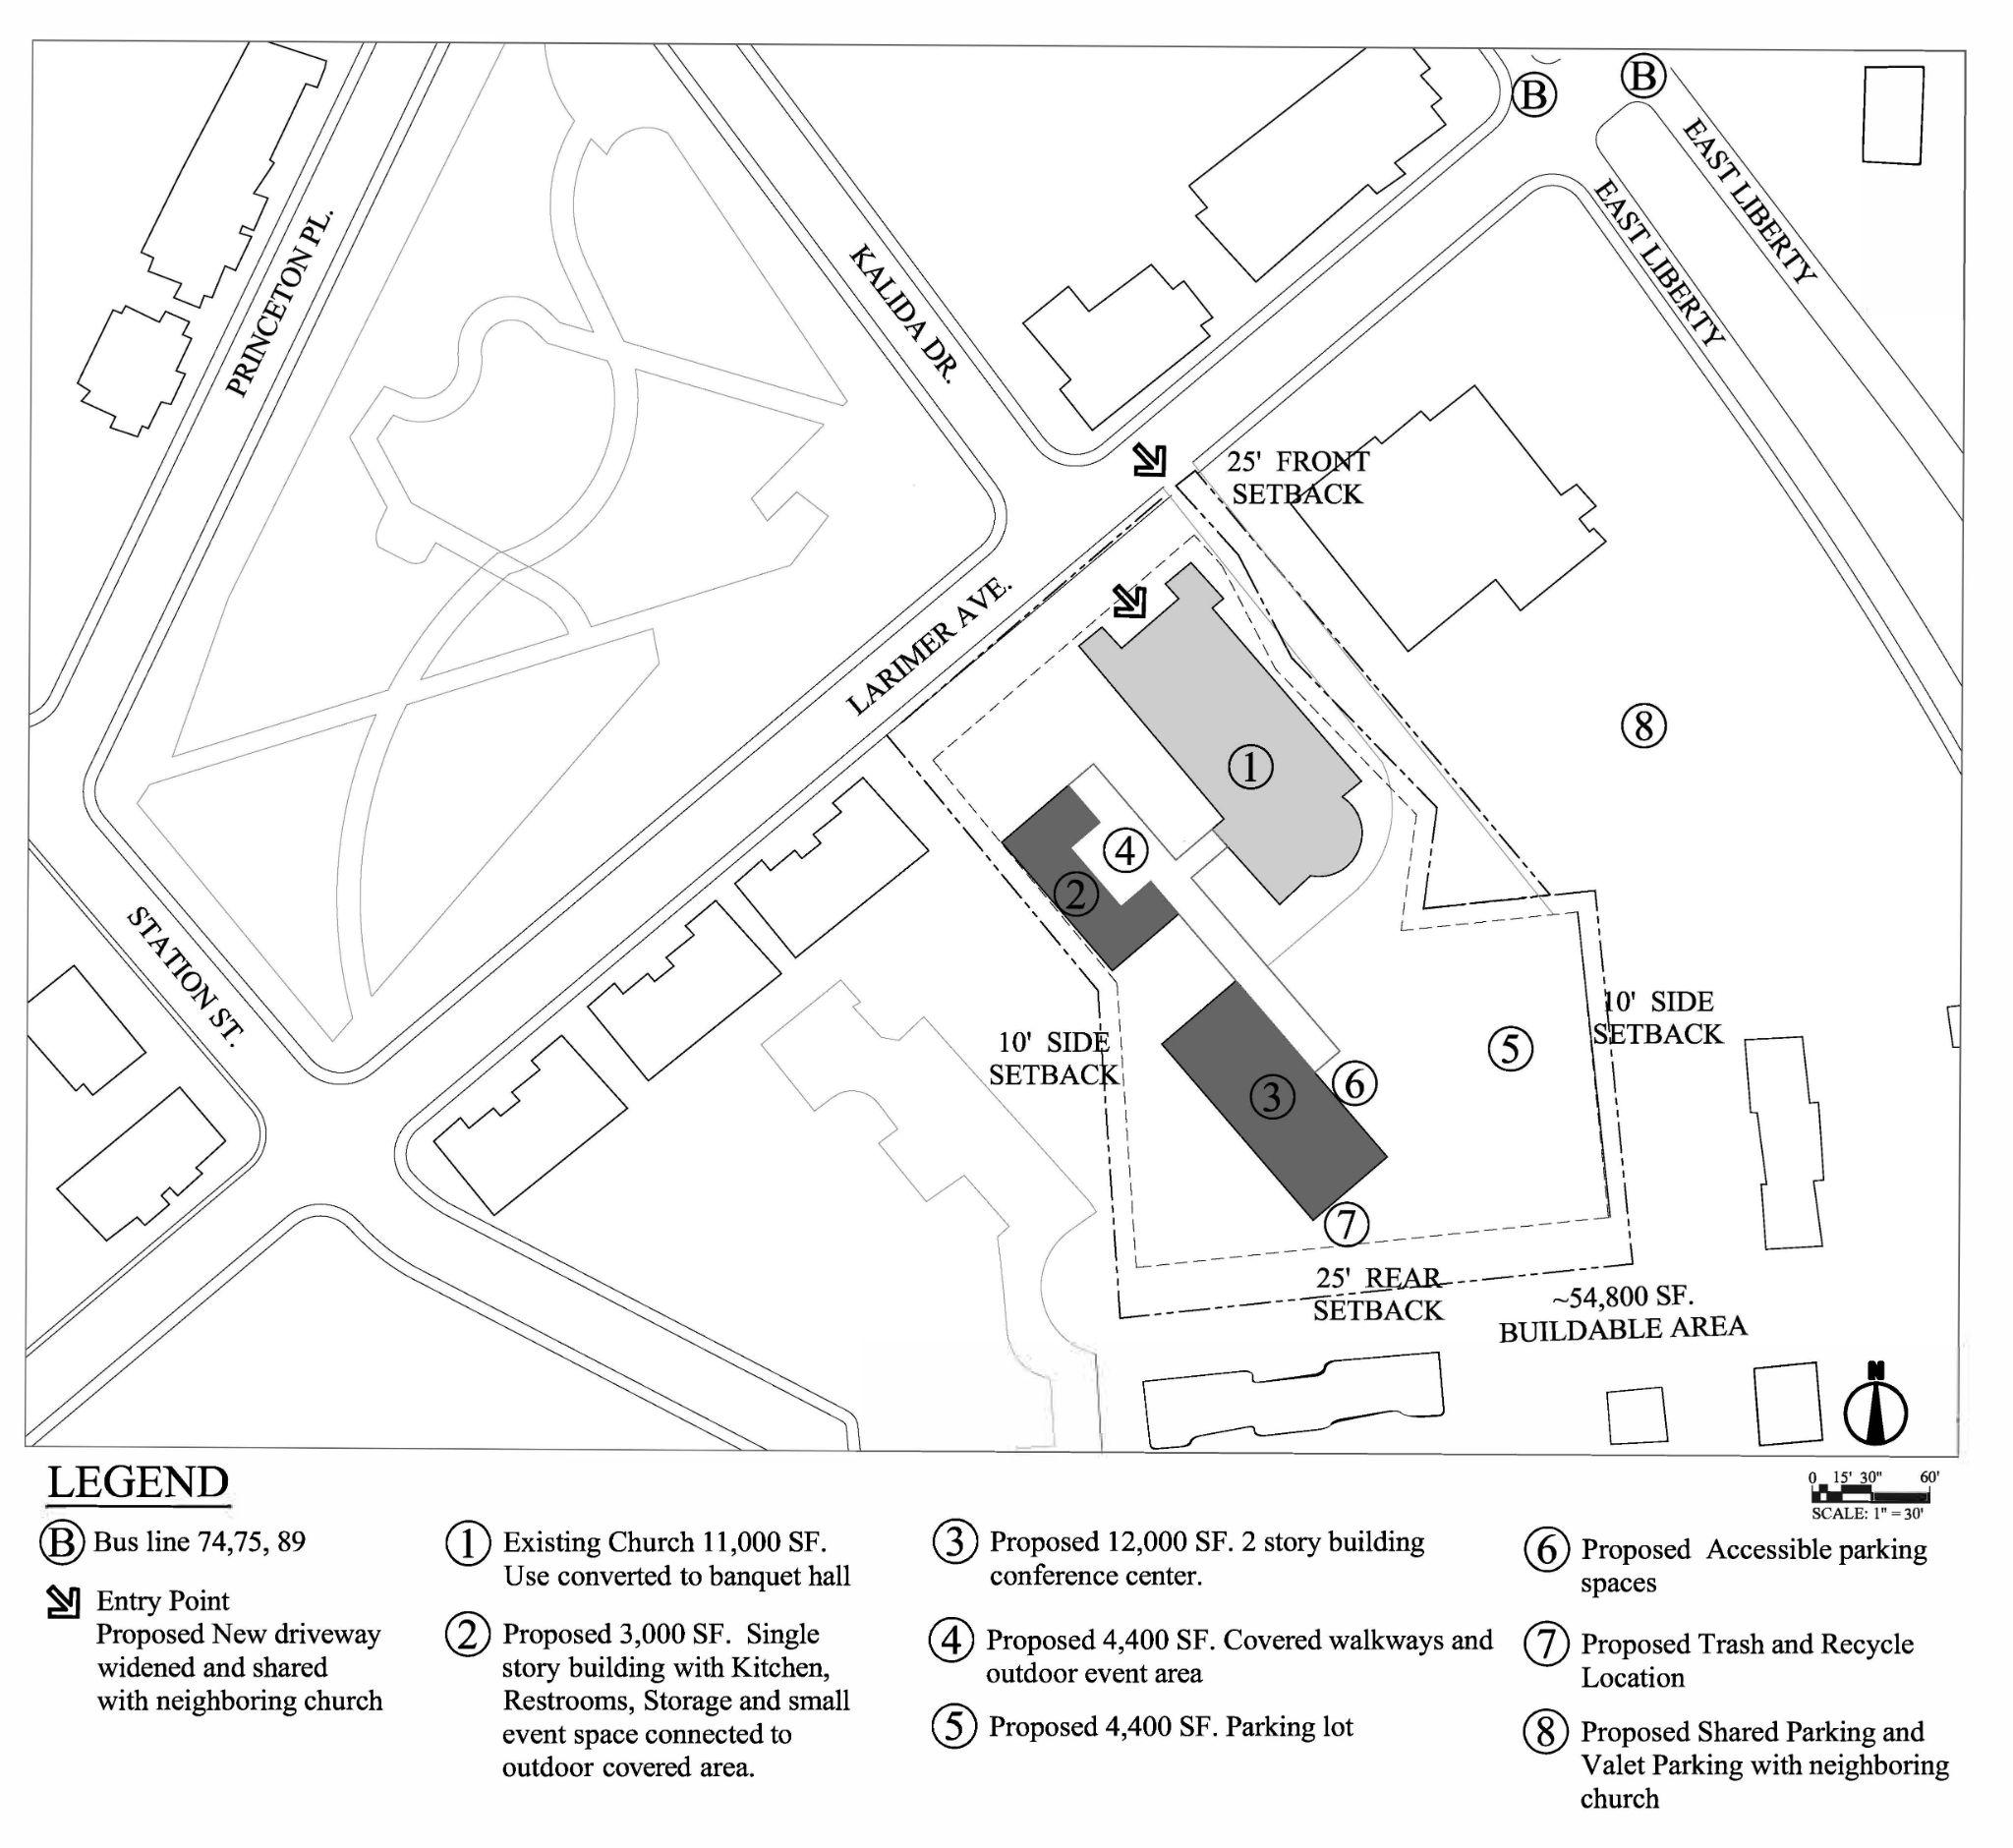 B
B
EAST LIBERTY
EAST LIBERTY
PRINCETON PL.
KALIDA DR.
25'  FRONT
SETBACK
LARIMER AVE.
8
1
4
2
STATION ST.
10'  SIDE
SETBACK
10'  SIDE
SETBACK
5
6
3
7
25'  REAR
SETBACK
~54,800 SF.
BUILDABLE AREA
N
LEGEND
0 15' 30" 60'
SCALE: 1" = 30'
B Bus line 74,75, 89
Entry Point
Proposed New driveway
widened and shared
with neighboring church
1 Existing Church 11,000 SF.
Use converted to banquet hall
2 Proposed 3,000 SF.  Single
story building with Kitchen,
Restrooms, Storage and small
event space connected to
outdoor covered area.
3 Proposed 12,000 SF. 2 story building
conference center.
4 Proposed 4,400 SF. Covered walkways and
outdoor event area
5 Proposed 4,400 SF. Parking lot
6 Proposed  Accessible parking
spaces
7 Proposed Trash and Recycle
Location
8 Proposed Shared Parking and
Valet Parking with neighboring
church